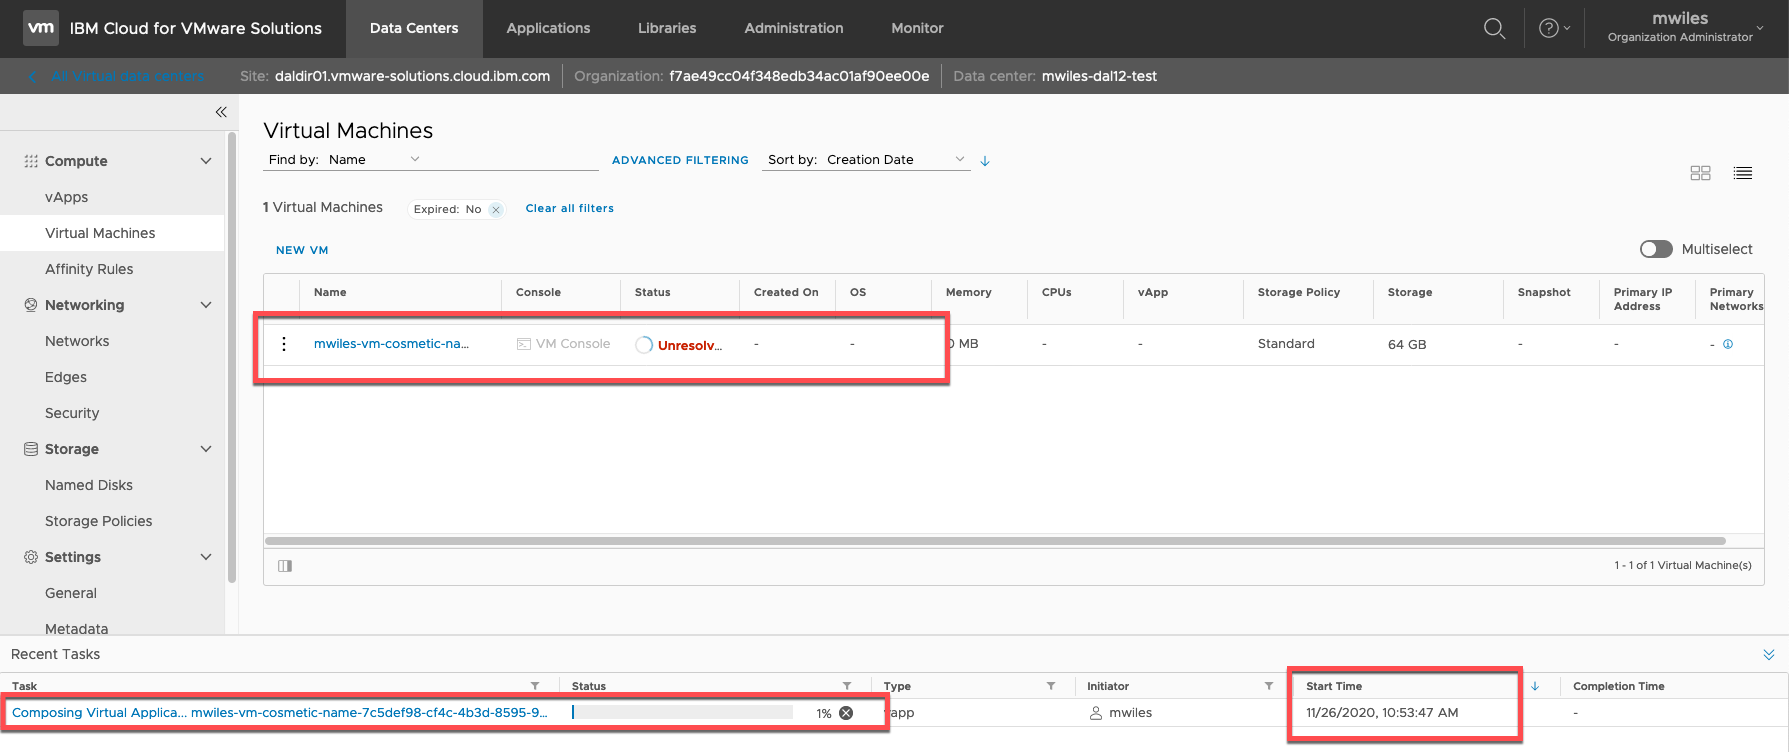 vm IBM Cloud for VMware Solutions Data Centers Applications Libraries Administration Monitor mwiles
Organization Administrator
All Virtual data centers Site: daldir01.vmware-solutions.cloud.ibm.com Organization: f7ae49cc04f348edb34ac01af90ee00e Data center: mwiles-dal12-test
Compute
vApps
Virtual Machines
Affinity Rules
Networking
Networks
Edges
Security
Storage
Named Disks
Storage Policies
Settings
General
Metadata
Virtual Machines
Find by: Name ADVANCED FILTERING Sort by: Creation Date
1 Virtual Machines Expired: No Clear all filters
NEW VM Multiselect
Name Console Status Created On OS Memory CPUs vApp Storage Policy Storage Snapshot Primary IP Address Primary Networks
mwiles-vm-cosmetic-na... VM Console Unresolv... - - 0 MB - - Standard 64 GB - - -
1 - 1 of 1 Virtual Machine(s)
Recent Tasks
Task Status Type Initiator Start Time Completion Time
Composing Virtual Applica... mwiles-vm-cosmetic-name-7c5def98-cf4c-4b3d-8595-9... 1% vapp mwiles 11/26/2020, 10:53:47 AM -